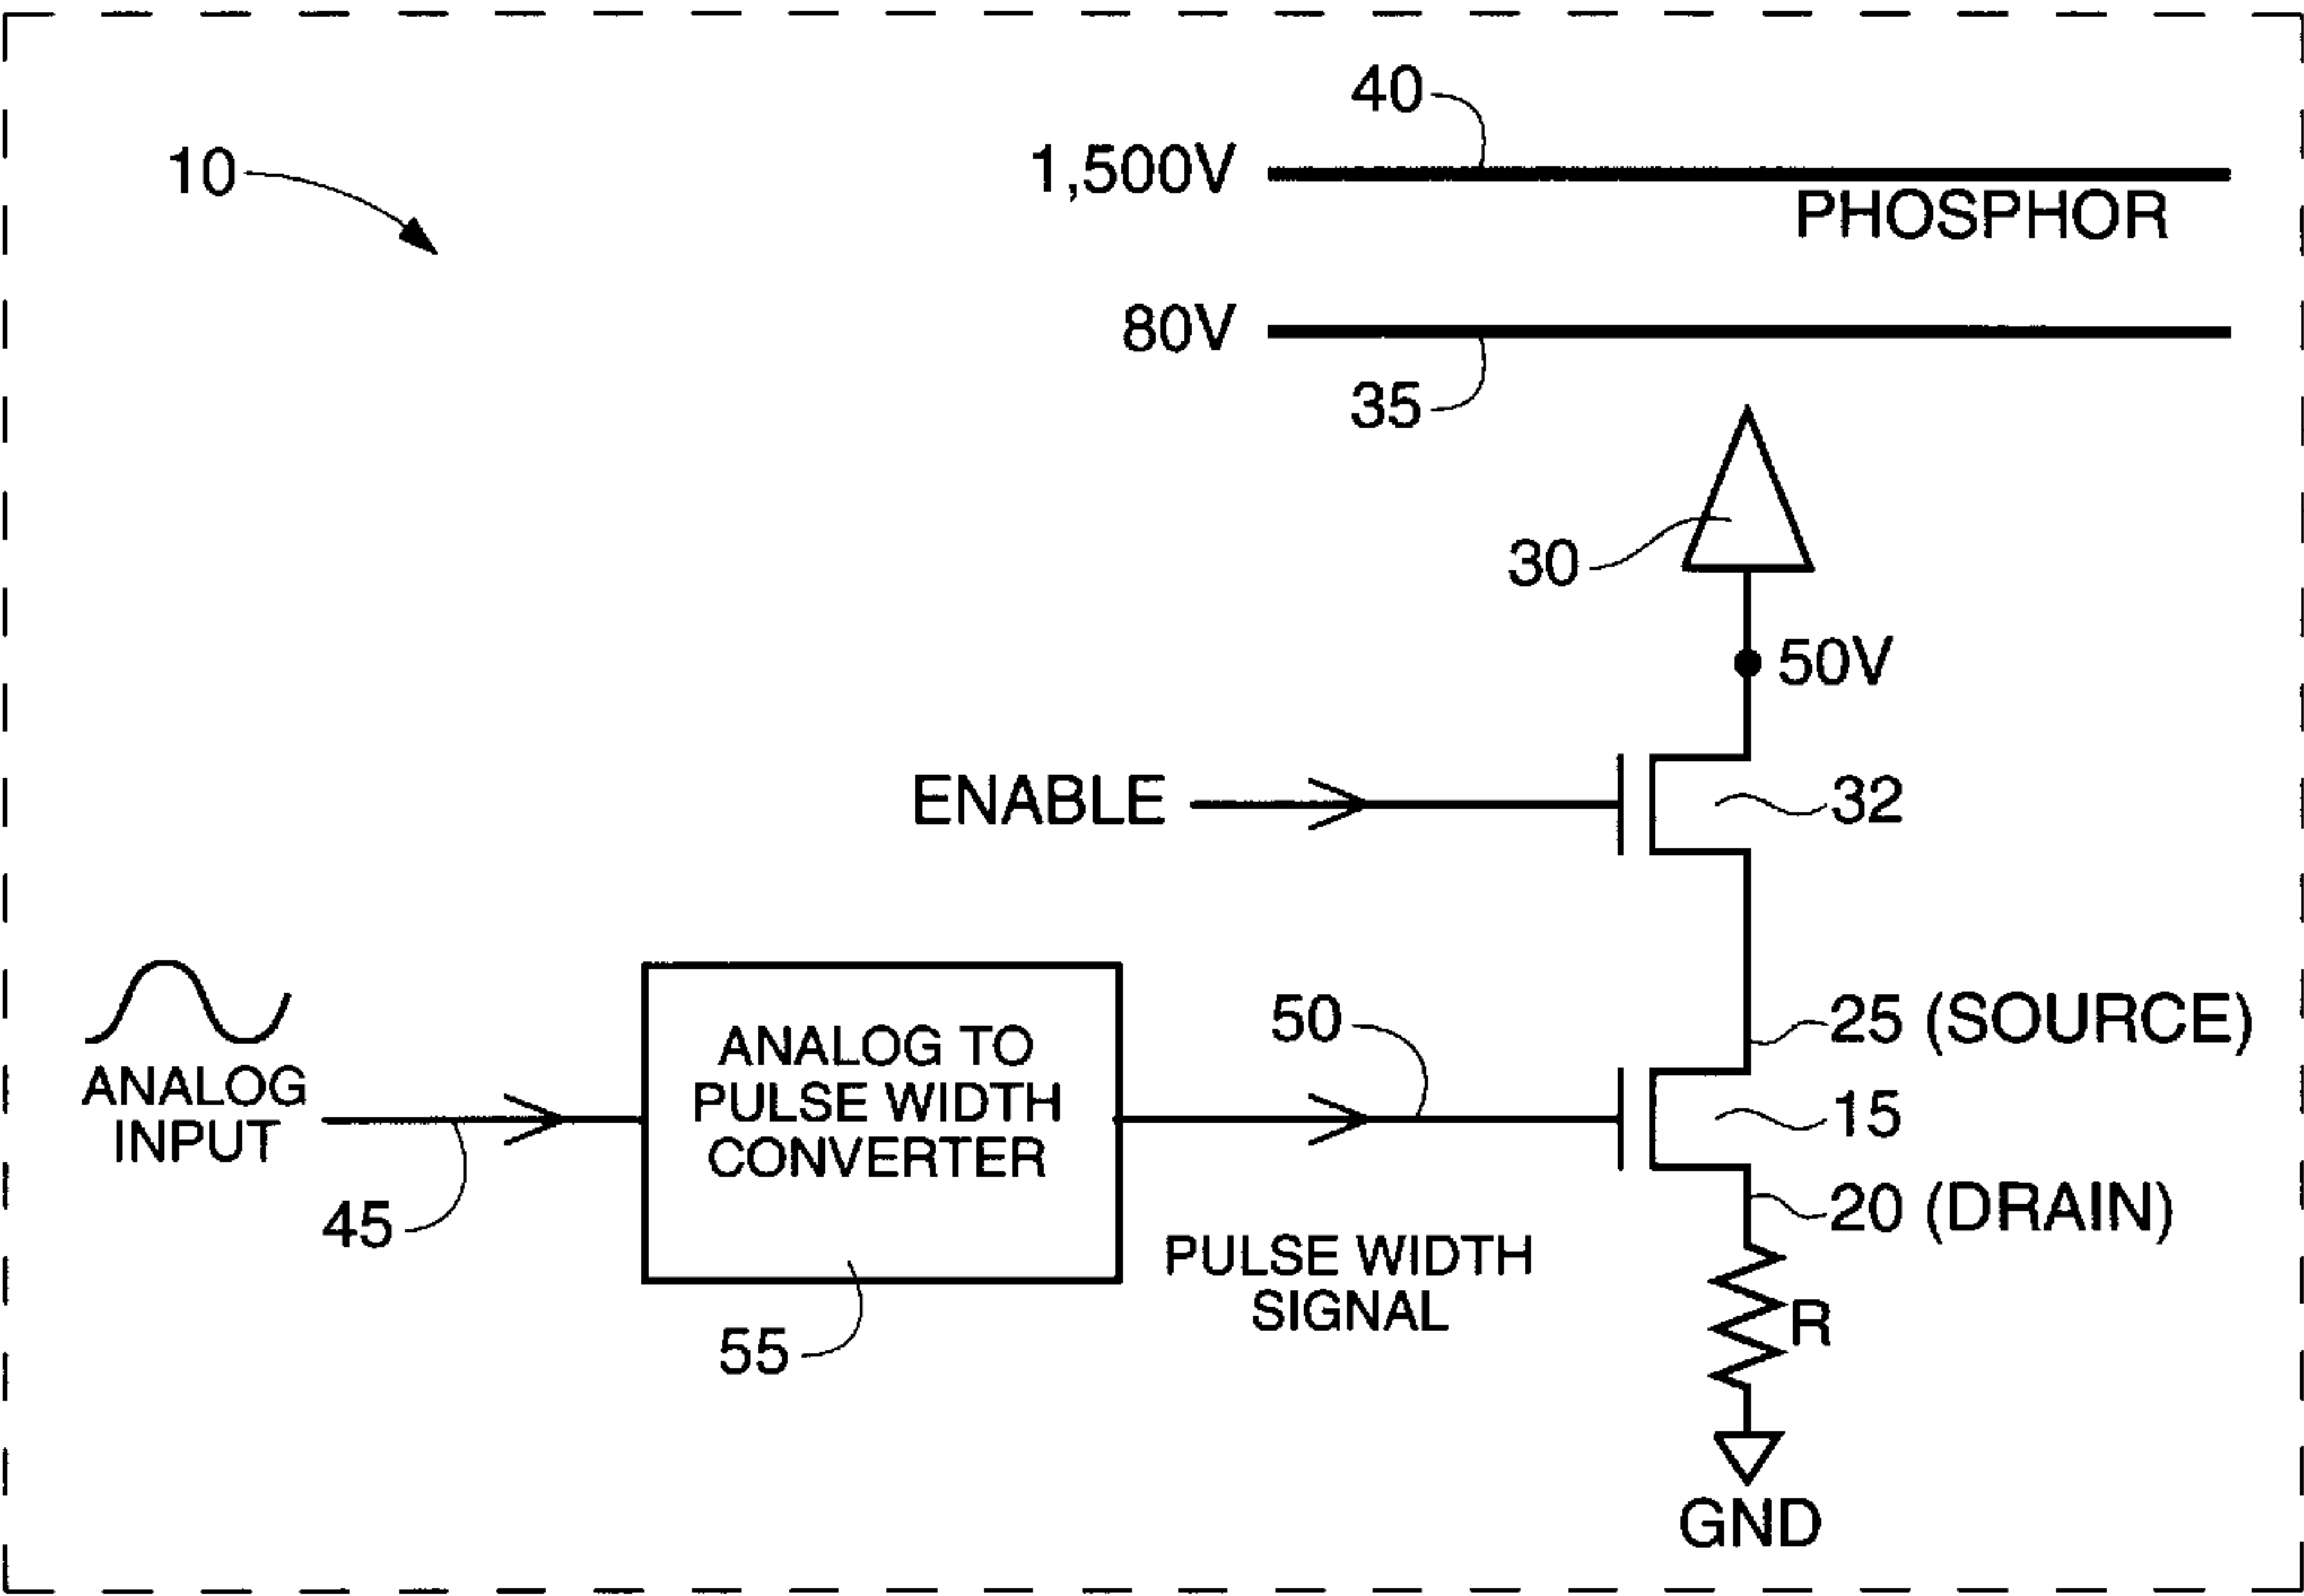 40
10
1,500V
PHOSPHOR
80V
35
30
50V
ENABLE
32
ANALOG
INPUT
45
ANALOG TO
PULSE WIDTH
CONVERTER
55
50
PULSE WIDTH
SIGNAL
25 (SOURCE)
15
20 (DRAIN)
R
GND